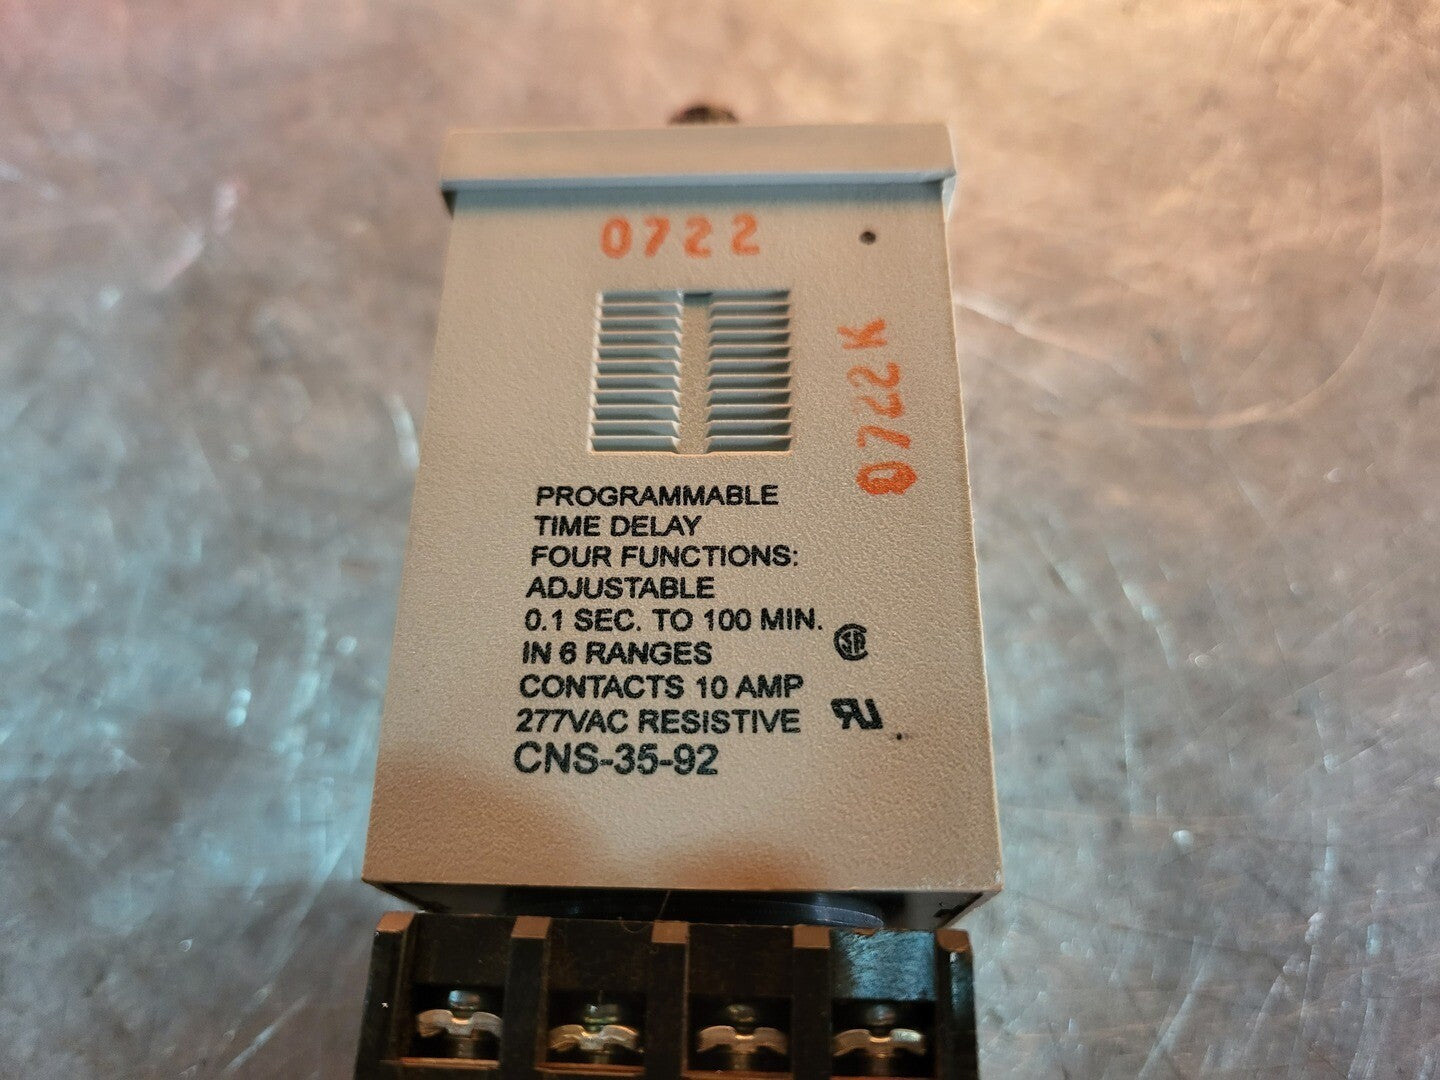 0722
0722K
PROGRAMMABLE
TIME DELAY
FOUR FUNCTIONS:
ADJUSTABLE
0.1 SEC. TO 100 MIN.
IN 6 RANGES
CONTACTS 10 AMP
277VAC RESISTIVE
CNS-35-92